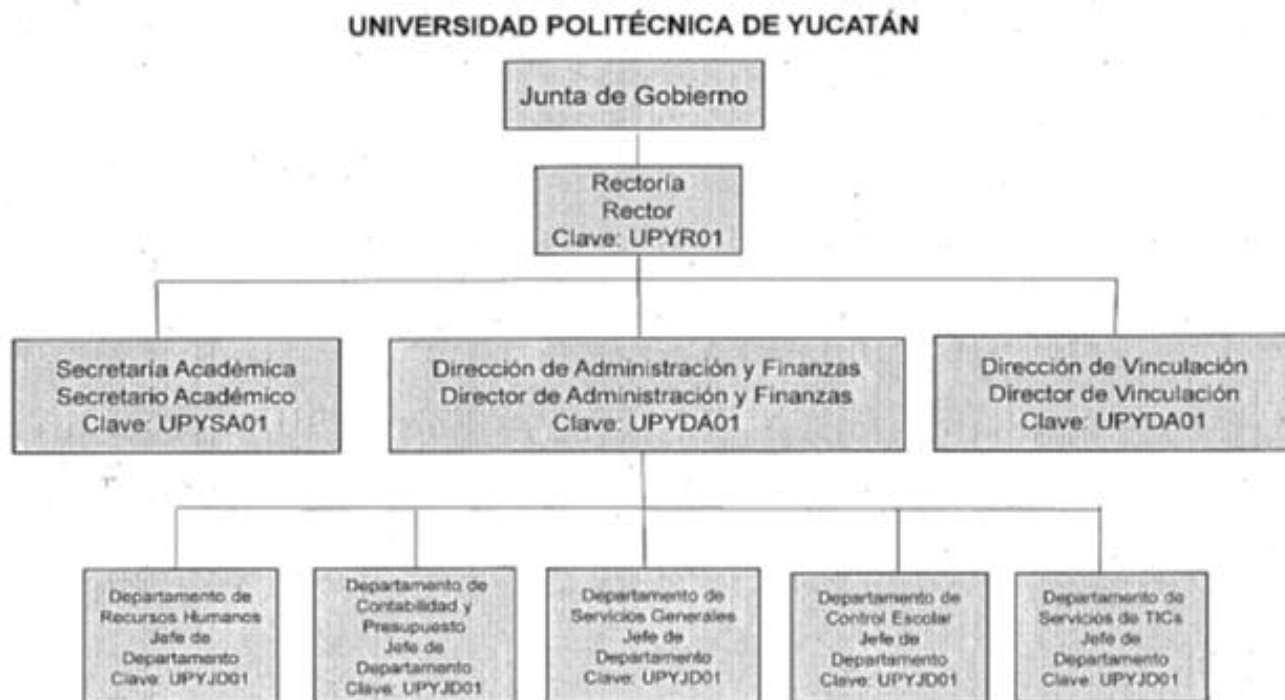 UNIVERSIDAD POLITÉCNICA DE YUCATÁN
Junta de Gobierno
Rectoría
Rector
Clave: UPYR01
Secretaría Académica
Secretario Académico
Clave: UPYSA01
Dirección de Administración y Finanzas
Director de Administración y Finanzas
Clave: UPYDA01
Dirección de Vinculación
Director de Vinculación
Clave: UPYDA01
Departamento de
Recursos Humanos
Jefe de
Departamento
Clave: UPYJD01
Departamento de
Contabilidad y
Presupuesto
Jefe de
Departamento
Clave: UPYJD01
Departamento de
Servicios Generales
Jefe de
Departamento
Clave: UPYJD01
Departamento de
Control Escolar
Jefe de
Departamento
Clave: UPYJD01
Departamento de
Servicios de TICs
Jefe de
Departamento
Clave: UPYJD01